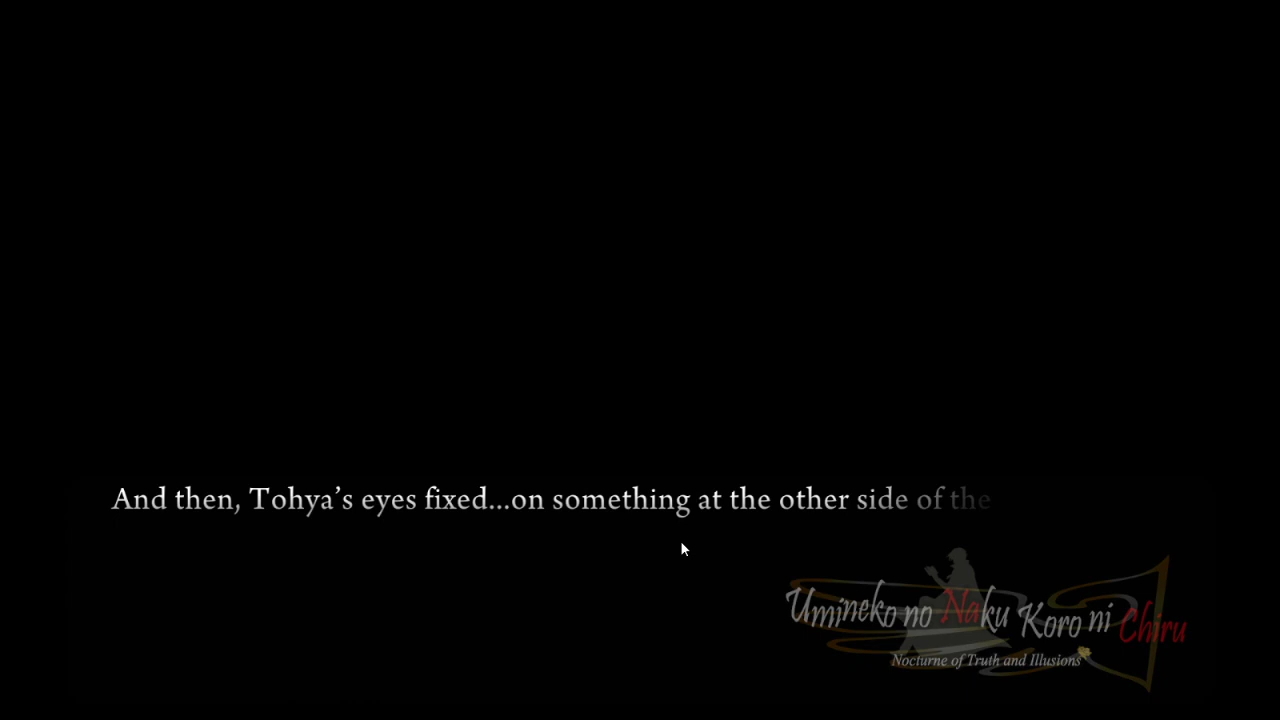 And then, Tohya’s eyes fixed...on something at the other side of the
Umineko no Naku Koro ni Chiru
Nocturne of Truth and Illusions